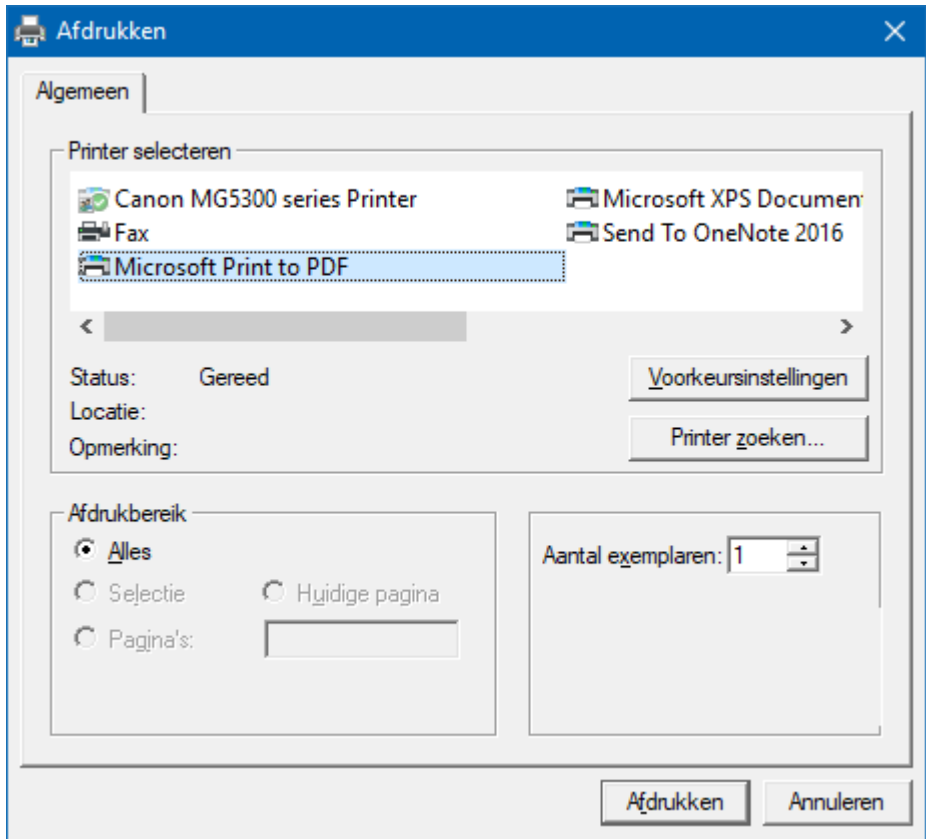 Afdrukken
Algemeen
Printer selecteren
Canon MG5300 series Printer
Fax
Microsoft Print to PDF
Microsoft XPS Documen
Send To OneNote 2016
Status: Gereed
Locatie:
Opmerking:
Voorkeursinstellingen
Printer zoeken...
Afdrukbereik
Alles
Selectie Huidige pagina
Pagina's:
Aantal exemplaren: 1
Afdrukken Annuleren